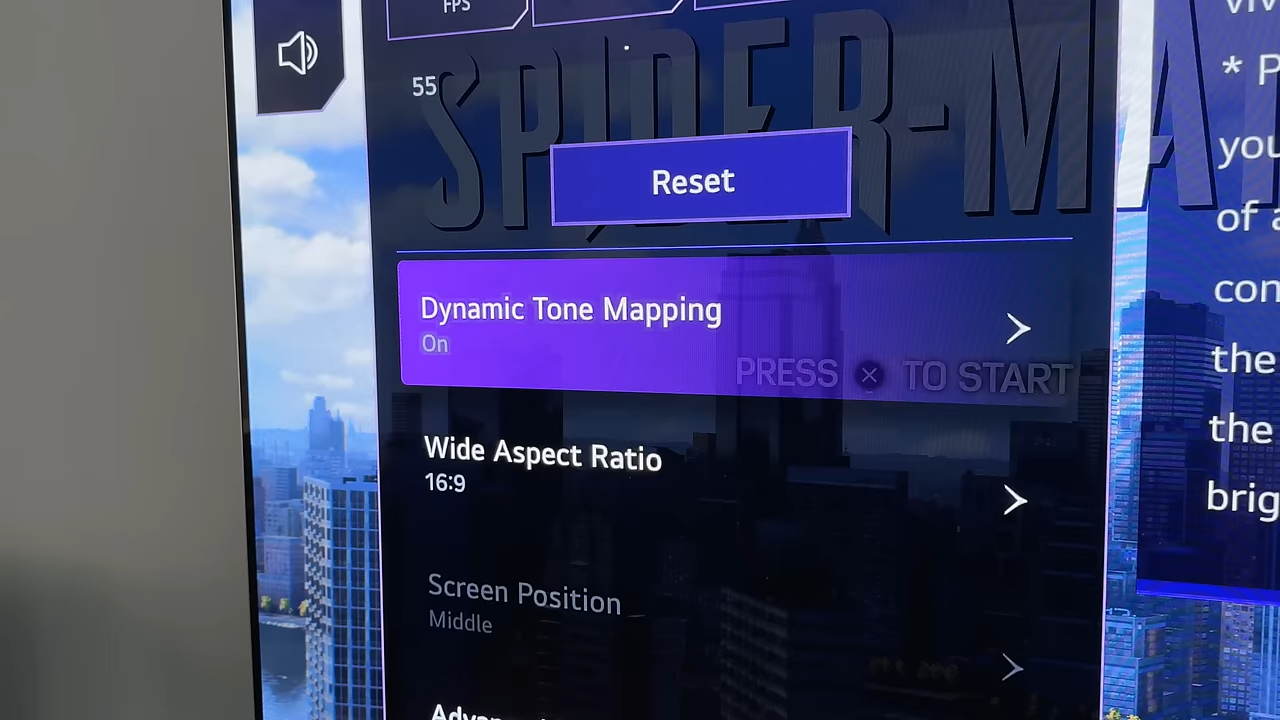 FPS
55
SPIDER-MA
Reset
Dynamic Tone Mapping
On
PRESS ⊗ TO START
Wide Aspect Ratio
16:9
Screen Position
Middle
* P
you
of a
con
the
the
brig